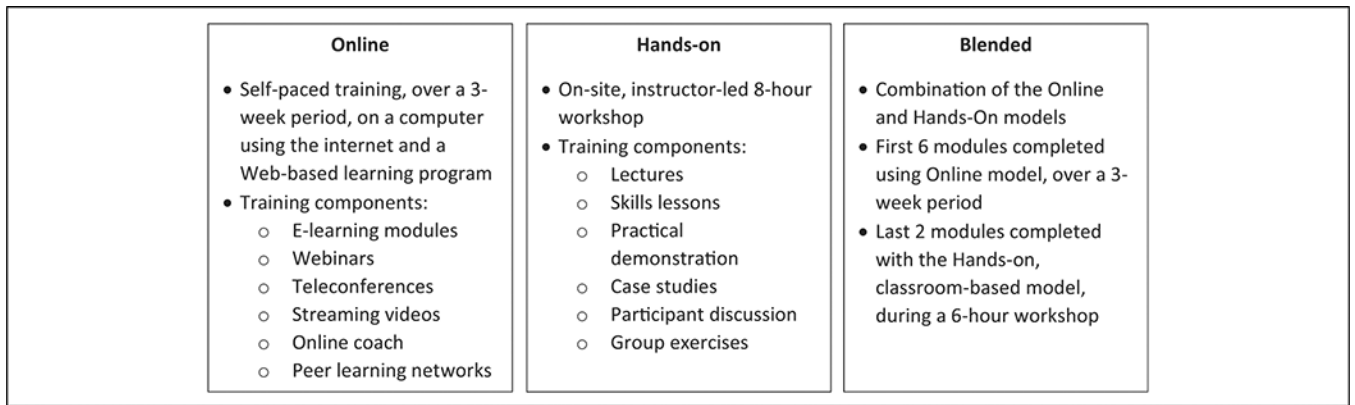 Online
• Self-paced training, over a 3-
week period, on a computer
using the internet and a
Web-based learning program
• Training components:
o E-learning modules
o Webinars
o Teleconferences
o Streaming videos
o Online coach
o Peer learning networks
Hands-on
• On-site, instructor-led 8-hour
workshop
• Training components:
o Lectures
o Skills lessons
o Practical
demonstration
o Case studies
o Participant discussion
o Group exercises
Blended
• Combination of the Online
and Hands-On models
• First 6 modules completed
using Online model, over a 3-
week period
• Last 2 modules completed
with the Hands-on,
classroom-based model,
during a 6-hour workshop